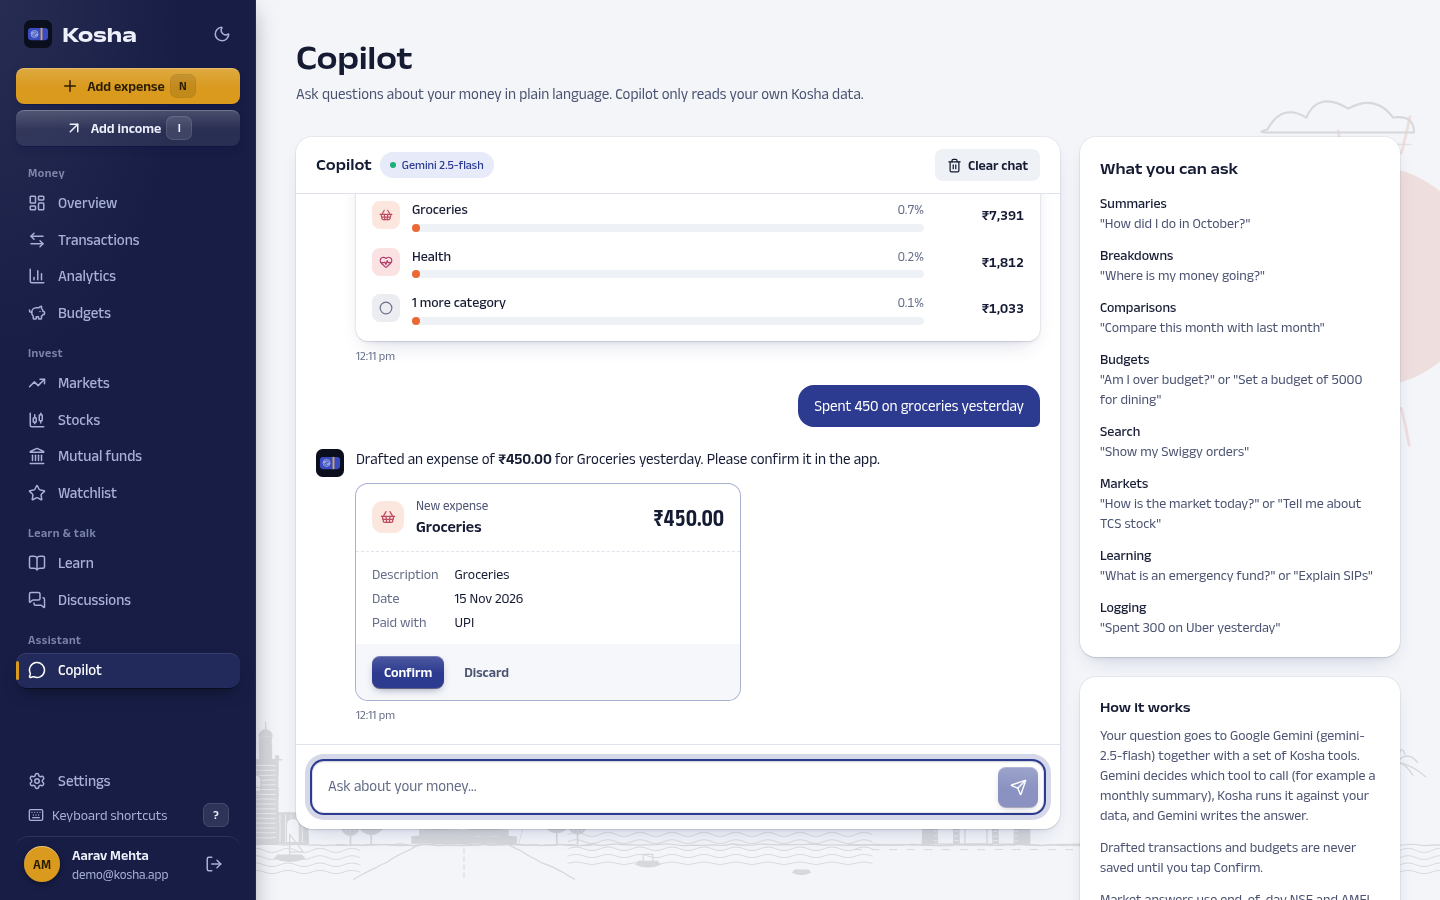 Kosha
Add expense N
Add income I
Money
Overview
Transactions
Analytics
Budgets
Invest
Markets
Stocks
Mutual funds
Watchlist
Learn & talk
Learn
Discussions
Assistant
Copilot
Settings
Keyboard shortcuts ?
AM
Aarav Mehta
demo@kosha.app
Copilot
Ask questions about your money in plain language. Copilot only reads your own Kosha data.
Copilot
Gemini 2.5-flash
Clear chat
Groceries 0.7% ₹7,391
Health 0.2% ₹1,812
1 more category 0.1% ₹1,033
12:11 pm
Spent 450 on groceries yesterday
Drafted an expense of ₹450.00 for Groceries yesterday. Please confirm it in the app.
New expense
Groceries
₹450.00
Description Groceries
Date 15 Nov 2026
Paid with UPI
Confirm Discard
12:11 pm
Ask about your money...
What you can ask
Summaries
"How did I do in October?"
Breakdowns
"Where is my money going?"
Comparisons
"Compare this month with last month"
Budgets
"Am I over budget?" or "Set a budget of 5000
for dining"
Search
"Show my Swiggy orders"
Markets
"How is the market today?" or "Tell me about
TCS stock"
Learning
"What is an emergency fund?" or "Explain SIPs"
Logging
"Spent 300 on Uber yesterday"
How it works
Your question goes to Google Gemini (gemini-
2.5-flash) together with a set of Kosha tools.
Gemini decides which tool to call (for example a
monthly summary), Kosha runs it against your
data, and Gemini writes the answer.
Drafted transactions and budgets are never
saved until you tap Confirm.
Market answers use end-of-day NSE and AMFI